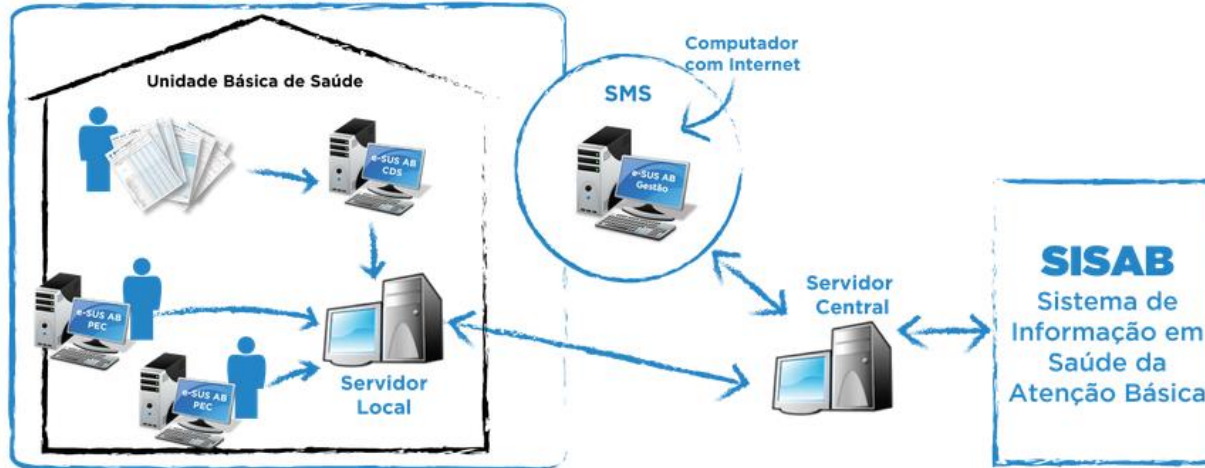 Unidade Básica de Saúde
e-SUS AB
CDS
e-SUS AB
PEC
e-SUS AB
PEC
Servidor
Local
SMS
Computador
com Internet
e-SUS AB
Gestão
Servidor
Central
SISAB
Sistema de
Informação em
Saúde da
Atenção Básica